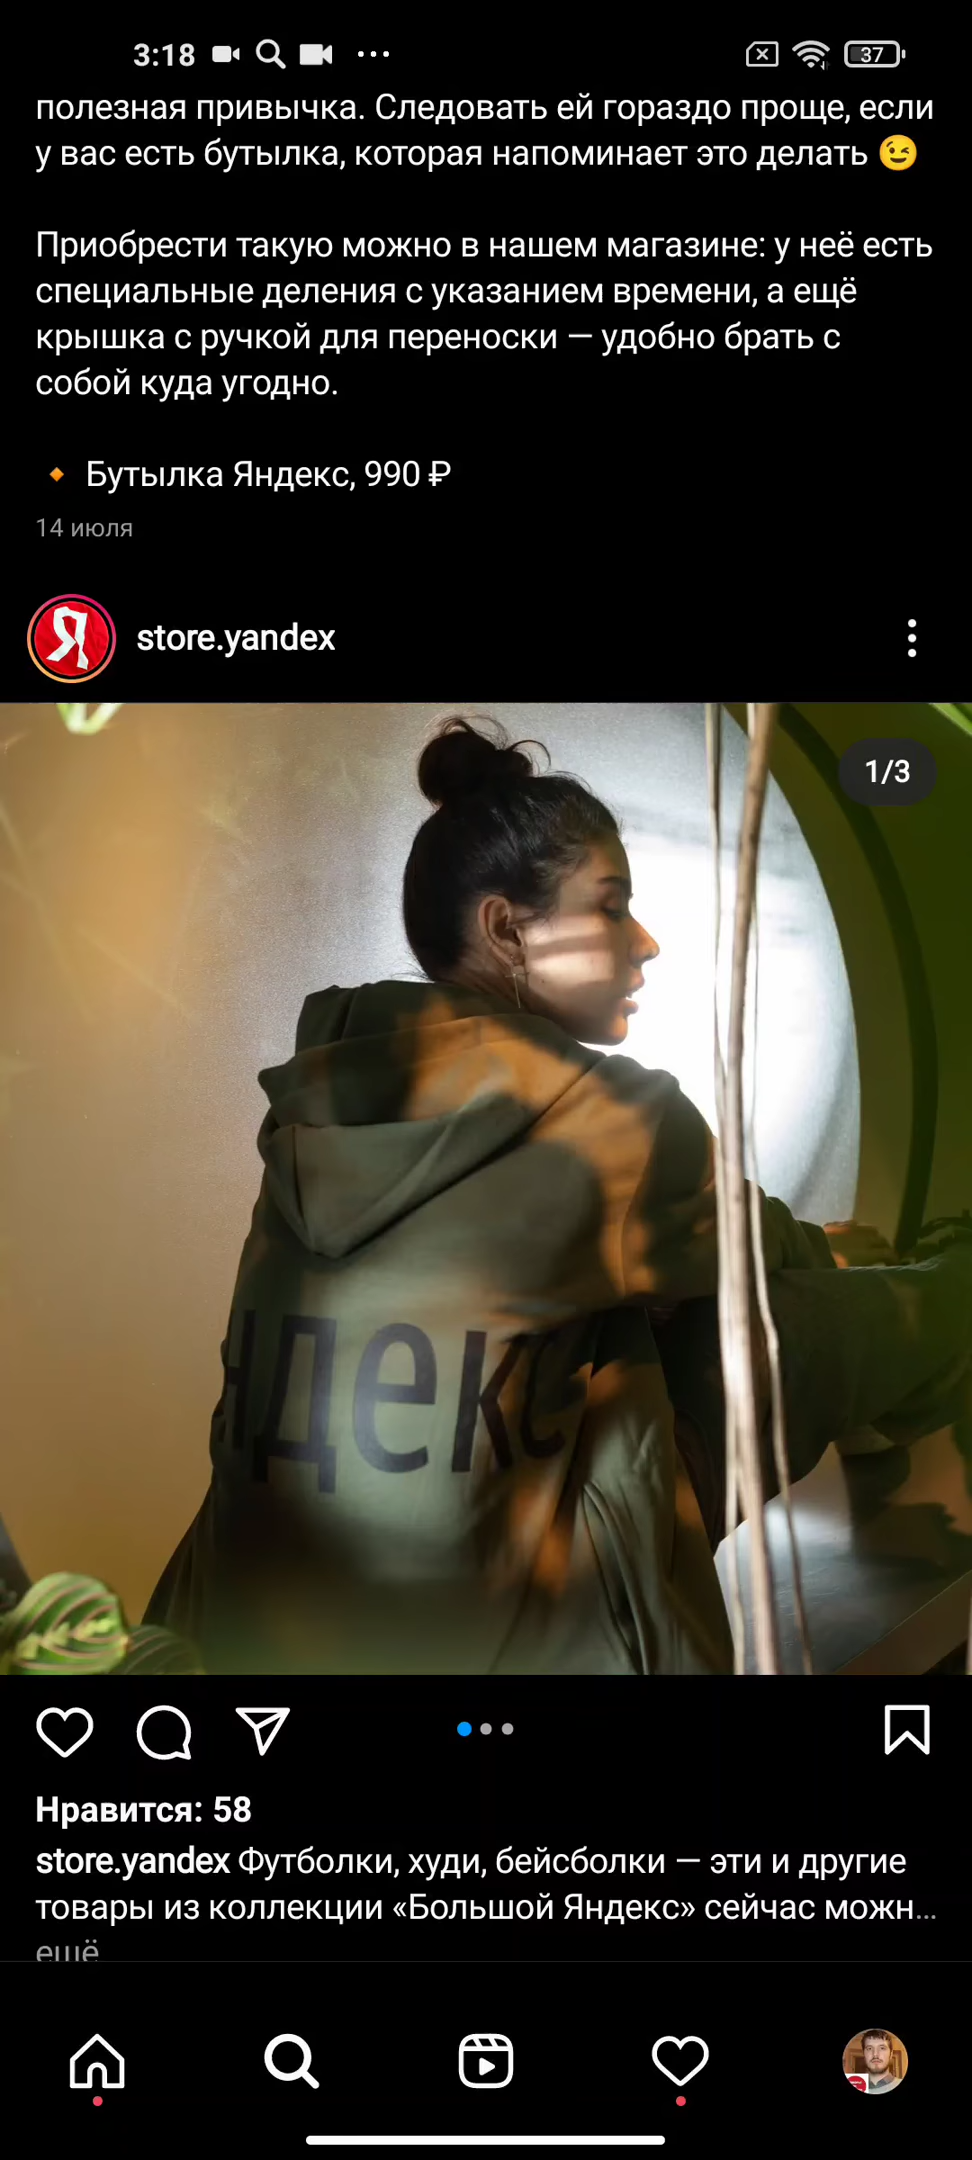 3:18
37
полезная привычка. Следовать ей гораздо проще, если
у вас есть бутылка, которая напоминает это делать 😉
Приобрести такую можно в нашем магазине: у неё есть
специальные деления с указанием времени, а ещё
крышка с ручкой для переноски — удобно брать с
собой куда угодно.
🔸 Бутылка Яндекс, 990 ₽
14 июля
Я
store.yandex
1/3
ндекс
Нравится: 58
store.yandex Футболки, худи, бейсболки — эти и другие
товары из коллекции «Большой Яндекс» сейчас можн...
ещё